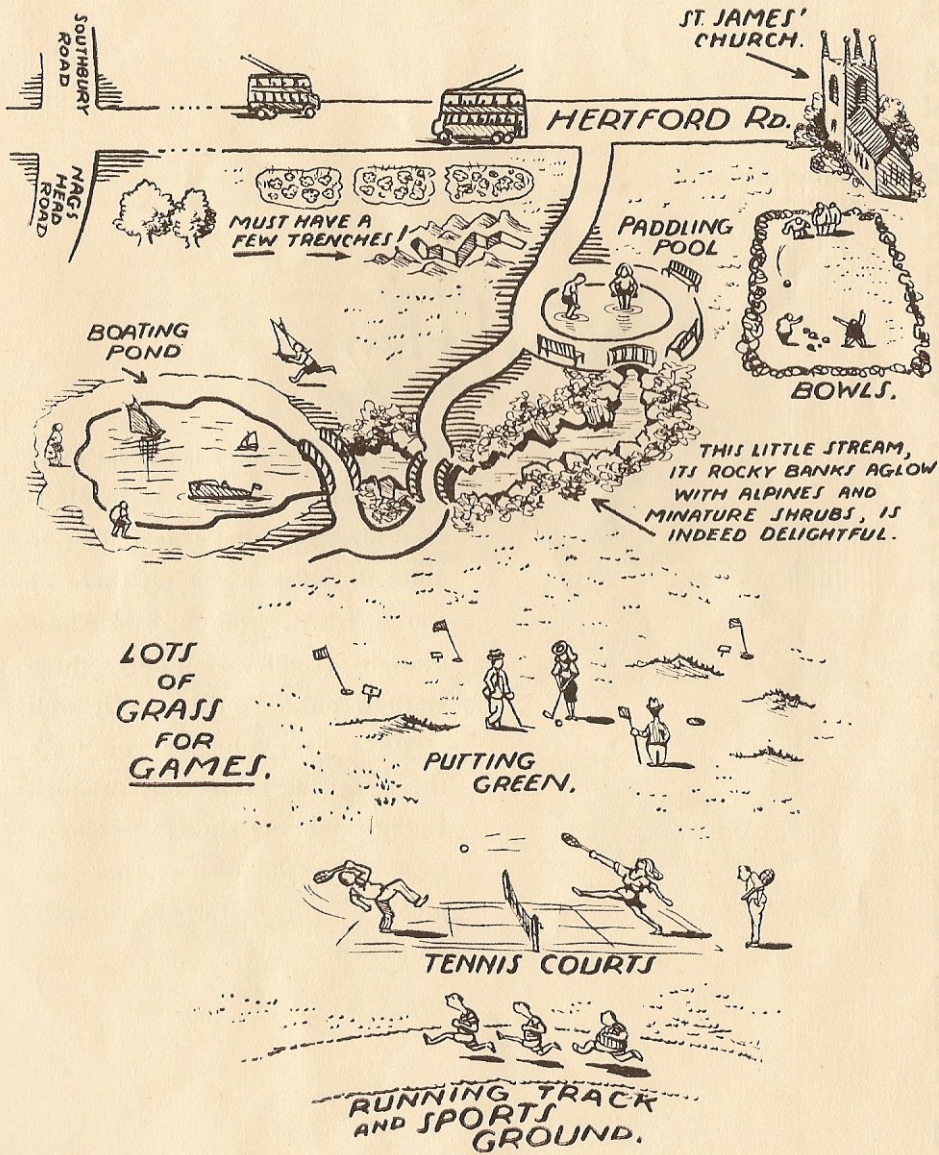 ST. JAMES'
CHURCH.
SOUTHBURY
ROAD
HERTFORD RD.
NAGS
HEAD
ROAD
MUST HAVE A
FEW TRENCHES!
PADDLING
POOL
BOATING
POND
BOWLS.
THIS LITTLE STREAM,
ITS ROCKY BANKS AGLOW
WITH ALPINES AND
MINATURE SHRUBS, IS
INDEED DELIGHTFUL.
LOTS
OF
GRASS
FOR
GAMES.
PUTTING
GREEN.
TENNIS COURTS
RUNNING TRACK
AND SPORTS
GROUND.